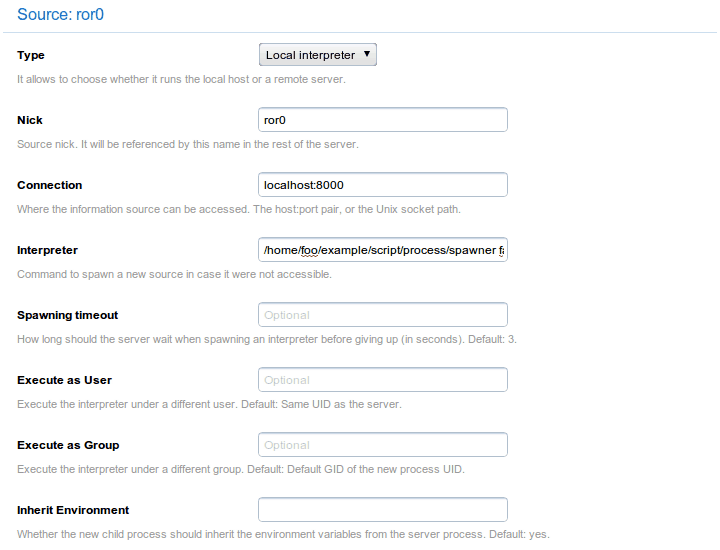 Source: ror0
Type
Local interpreter
It allows to choose whether it runs the local host or a remote server.
Nick
ror0
Source nick. It will be referenced by this name in the rest of the server.
Connection
localhost:8000
Where the information source can be accessed. The host:port pair, or the Unix socket path.
Interpreter
/home/foo/example/script/process/spawner
Command to spawn a new source in case it were not accessible.
Spawning timeout
Optional
How long should the server wait when spawning an interpreter before giving up (in seconds). Default: 3.
Execute as User
Optional
Execute the interpreter under a different user. Default: Same UID as the server.
Execute as Group
Optional
Execute the interpreter under a different group. Default: Default GID of the new process UID.
Inherit Environment
Whether the new child process should inherit the environment variables from the server process. Default: yes.